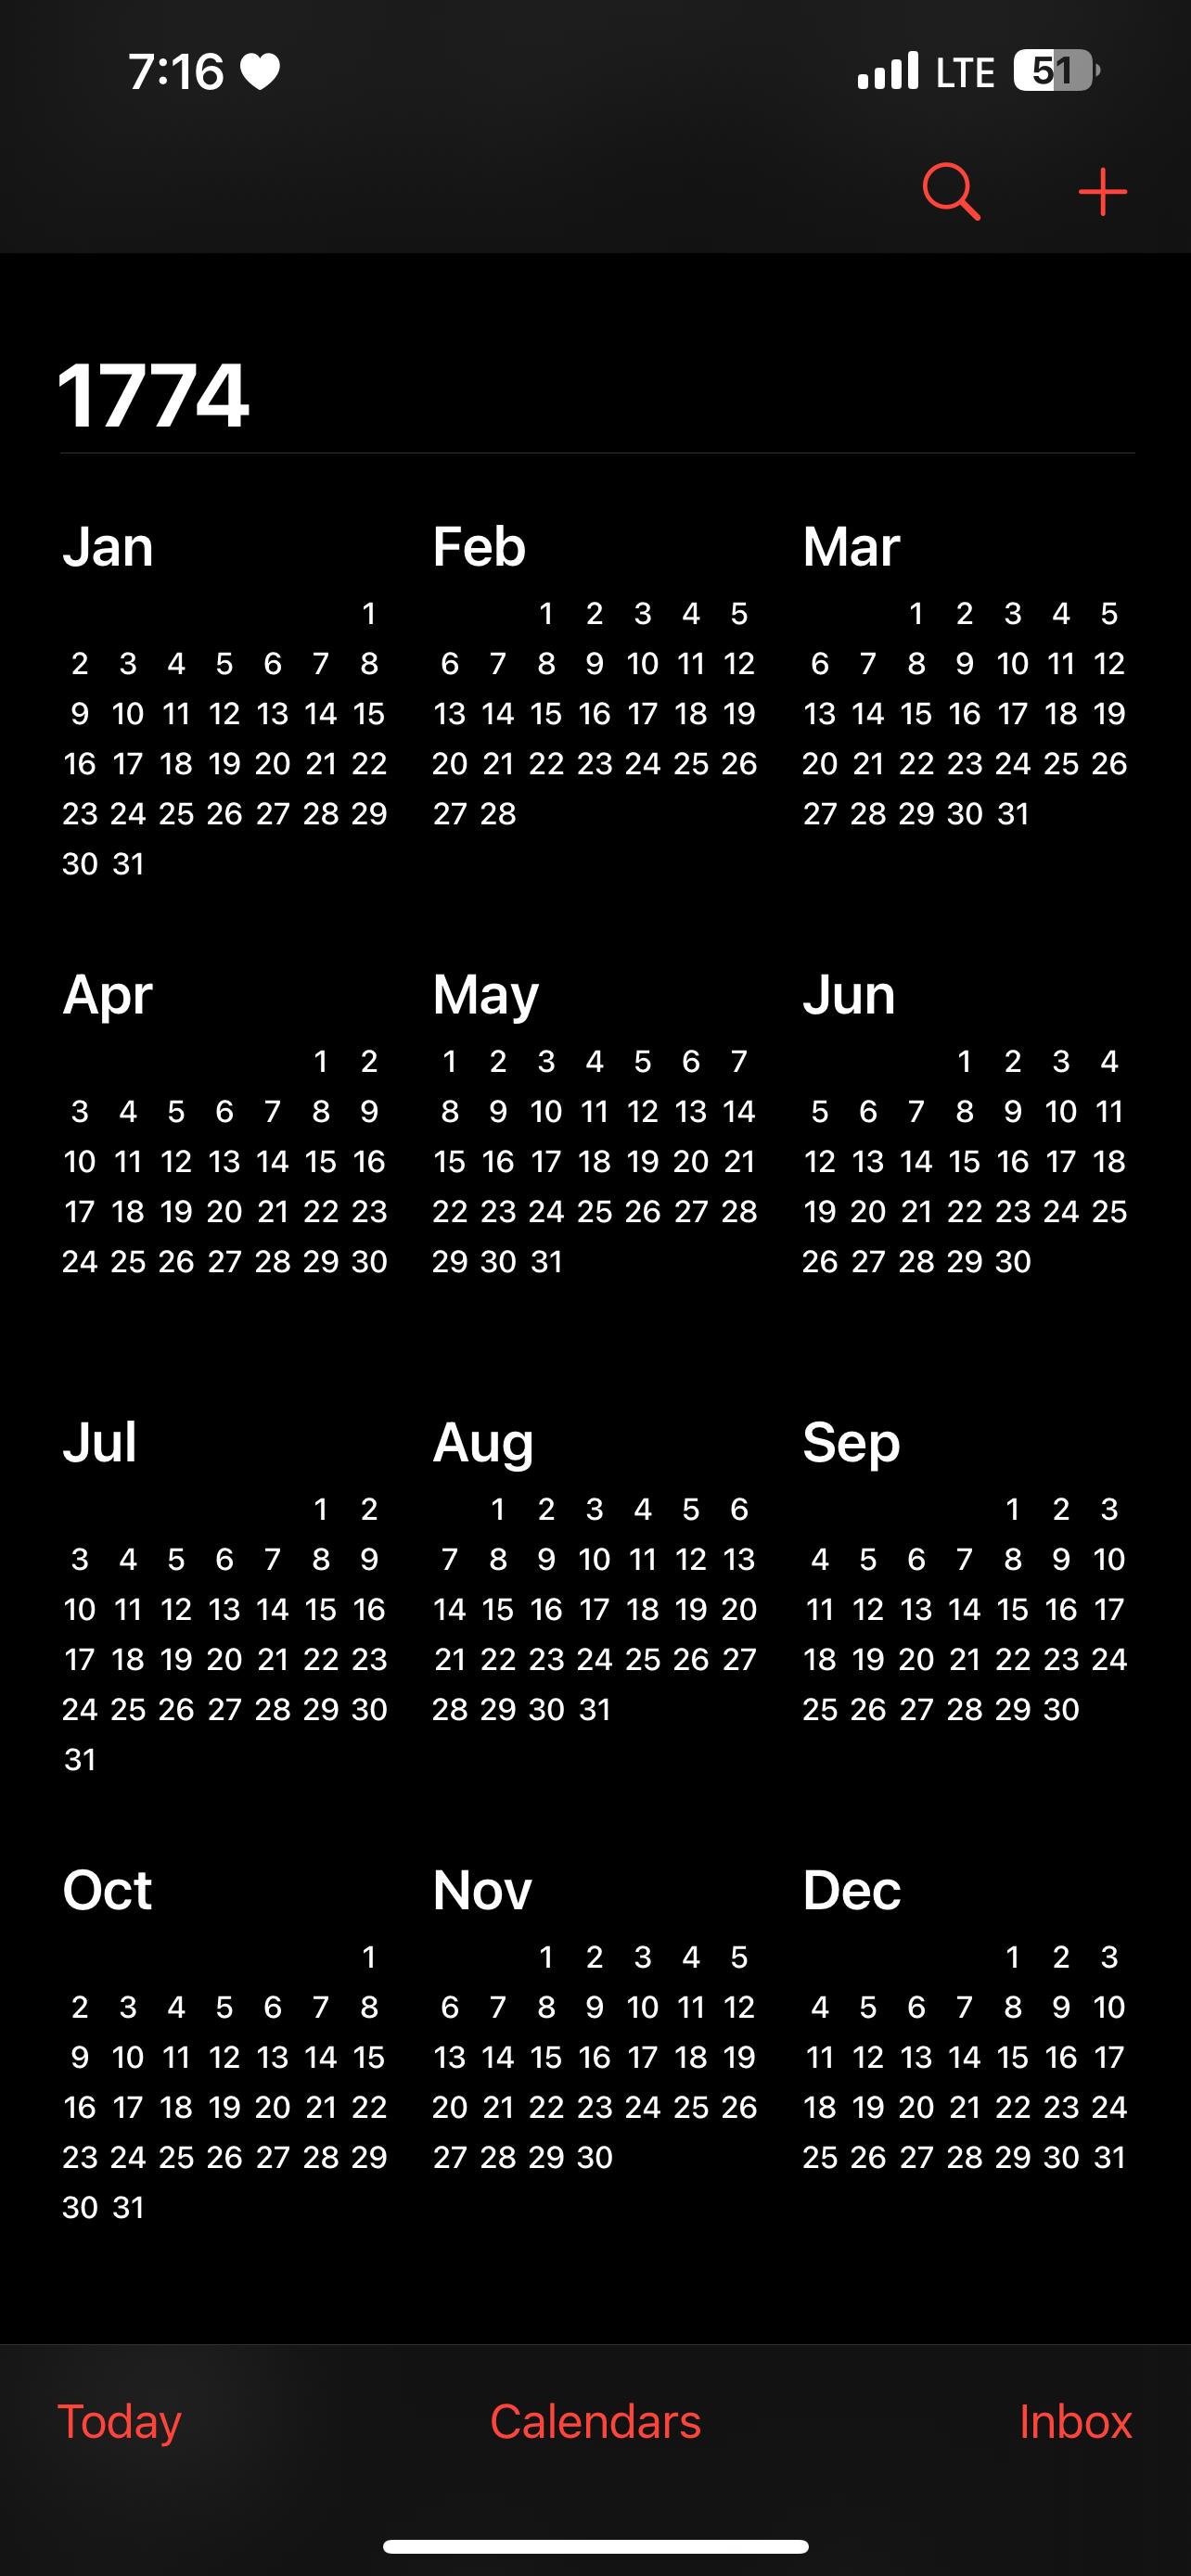 7:16 LTE 51
1774
Jan Feb Mar
1 1 2 3 4 5 1 2 3 4 5
2 3 4 5 6 7 8 6 7 8 9 10 11 12 6 7 8 9 10 11 12
9 10 11 12 13 14 15 13 14 15 16 17 18 19 13 14 15 16 17 18 19
16 17 18 19 20 21 22 20 21 22 23 24 25 26 20 21 22 23 24 25 26
23 24 25 26 27 28 29 27 28 27 28 29 30 31
30 31
Apr May Jun
1 2 1 2 3 4 5 6 7 1 2 3 4
3 4 5 6 7 8 9 8 9 10 11 12 13 14 5 6 7 8 9 10 11
10 11 12 13 14 15 16 15 16 17 18 19 20 21 12 13 14 15 16 17 18
17 18 19 20 21 22 23 22 23 24 25 26 27 28 19 20 21 22 23 24 25
24 25 26 27 28 29 30 29 30 31 26 27 28 29 30
Jul Aug Sep
1 2 1 2 3 4 5 6 1 2 3
3 4 5 6 7 8 9 7 8 9 10 11 12 13 4 5 6 7 8 9 10
10 11 12 13 14 15 16 14 15 16 17 18 19 20 11 12 13 14 15 16 17
17 18 19 20 21 22 23 21 22 23 24 25 26 27 18 19 20 21 22 23 24
24 25 26 27 28 29 30 28 29 30 31 25 26 27 28 29 30
31
Oct Nov Dec
1 1 2 3 4 5 1 2 3
2 3 4 5 6 7 8 6 7 8 9 10 11 12 4 5 6 7 8 9 10
9 10 11 12 13 14 15 13 14 15 16 17 18 19 11 12 13 14 15 16 17
16 17 18 19 20 21 22 20 21 22 23 24 25 26 18 19 20 21 22 23 24
23 24 25 26 27 28 29 27 28 29 30 25 26 27 28 29 30 31
30 31
Today Calendars Inbox